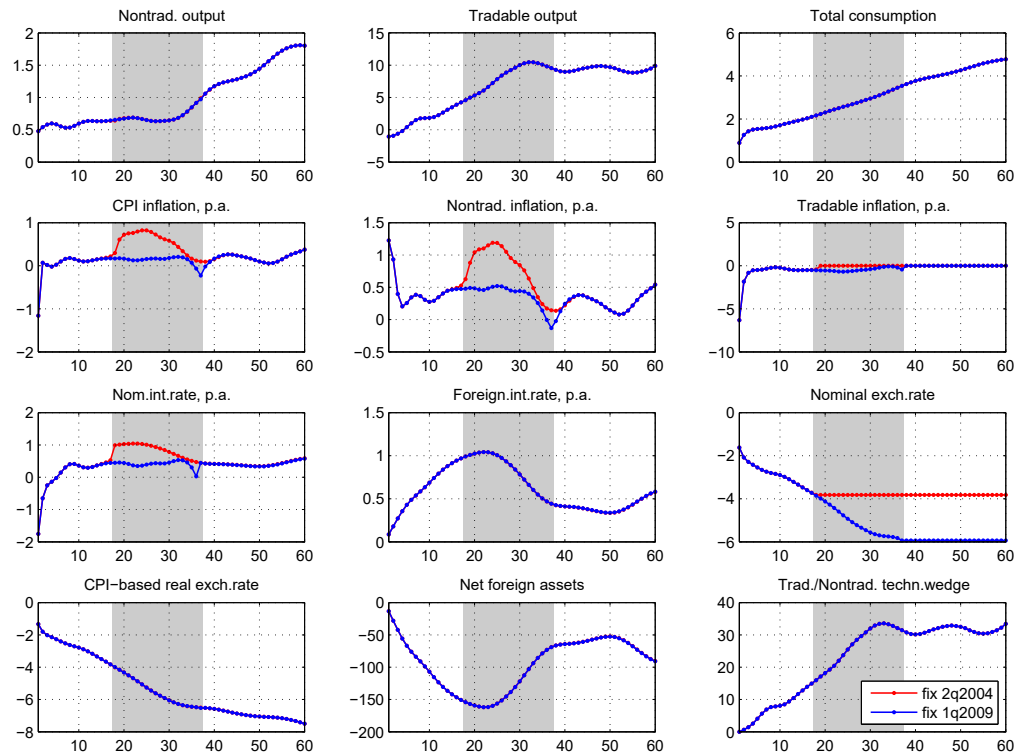 Nontrad. output
Tradable output
Total consumption
2
1.5
1
0.5
0
10 20 30 40 50 60
15
10
5
0
−5
10 20 30 40 50 60
6
4
2
0
10 20 30 40 50 60
CPI inflation, p.a.
Nontrad. inflation, p.a.
Tradable inflation, p.a.
1
0
−1
−2
10 20 30 40 50 60
1.5
1
0.5
0
−0.5
10 20 30 40 50 60
5
0
−5
−10
10 20 30 40 50 60
Nom.int.rate, p.a.
Foreign.int.rate, p.a.
Nominal exch.rate
2
1
0
−1
−2
10 20 30 40 50 60
1.5
1
0.5
0
10 20 30 40 50 60
0
−2
−4
−6
10 20 30 40 50 60
CPI−based real exch.rate
Net foreign assets
Trad./Nontrad. techn.wedge
0
−2
−4
−6
−8
10 20 30 40 50 60
0
−50
−100
−150
−200
10 20 30 40 50 60
40
30
20
10
0
10 20 30 40 50 60
fix 2q2004
fix 1q2009